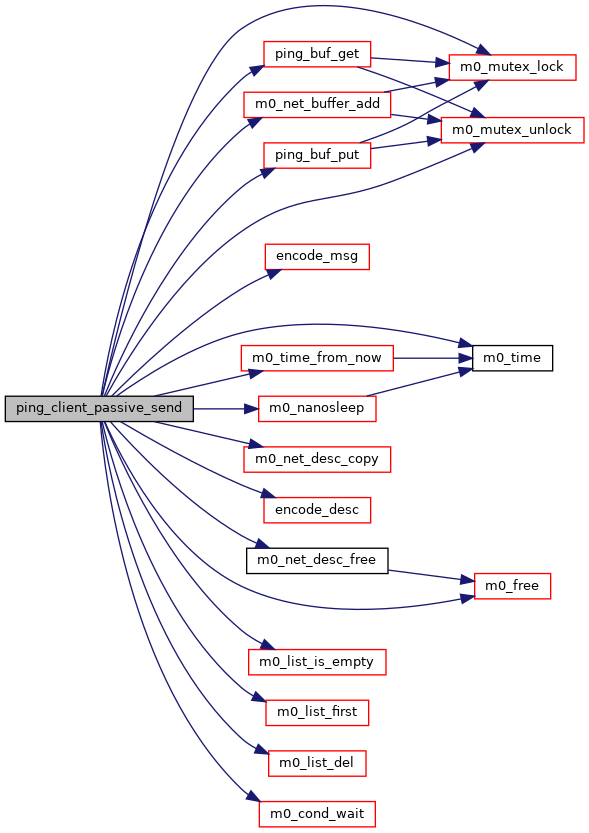 ping_buf_get
m0_mutex_lock
m0_net_buffer_add
m0_mutex_unlock
ping_buf_put
encode_msg
m0_time_from_now
m0_time
ping_client_passive_send
m0_nanosleep
m0_net_desc_copy
encode_desc
m0_net_desc_free
m0_free
m0_list_is_empty
m0_list_first
m0_list_del
m0_cond_wait